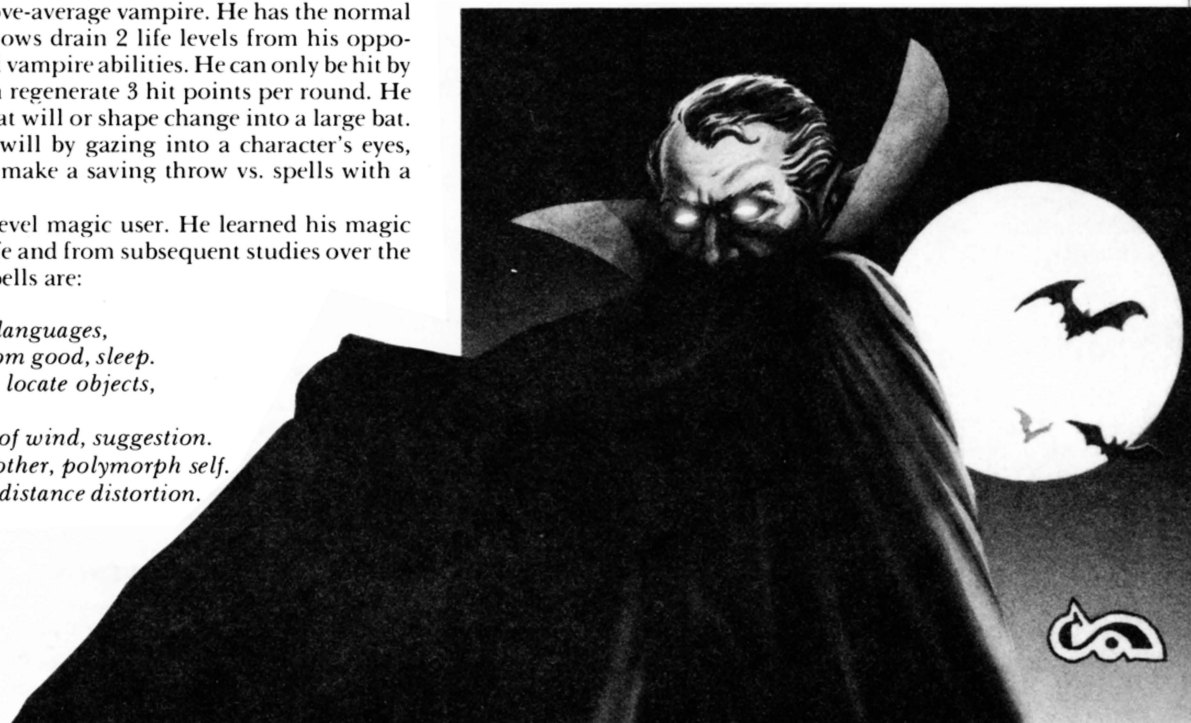 ve-average vampire. He has the normal
ows drain 2 life levels from his oppo-
vampire abilities. He can only be hit by
regenerate 3 hit points per round. He
at will or shape change into a large bat.
will by gazing into a character's eyes,
make a saving throw vs. spells with a
evel magic user. He learned his magic
fe and from subsequent studies over the
pells are:
languages,
om good, sleep.
locate objects,
of wind, suggestion.
other, polymorph self.
distance distortion.